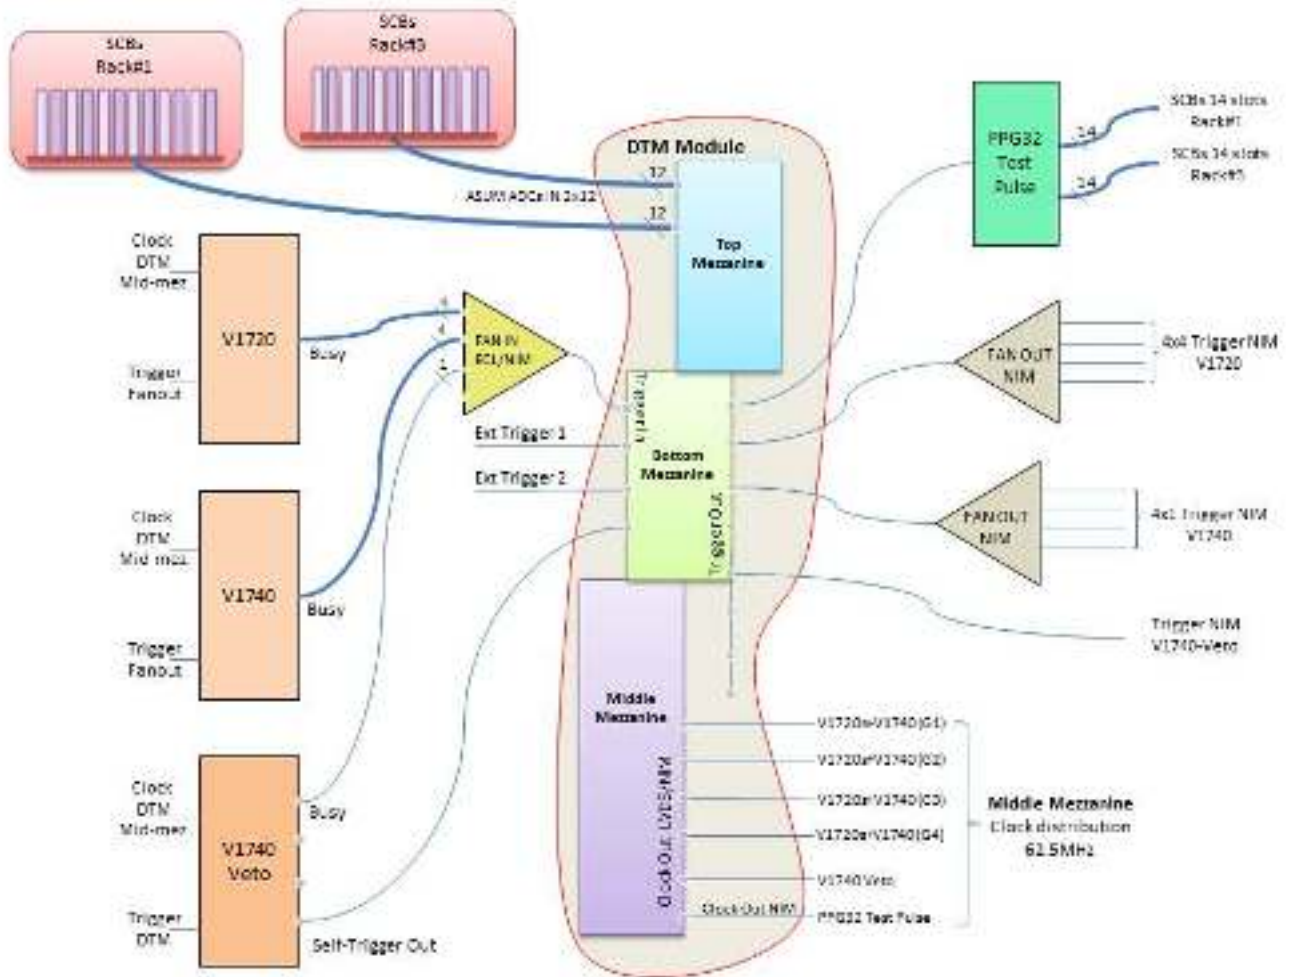 SCBs
Rack#1
SCBs
Rack#3
DTM Module
12
ASUM ADCs IN 2x12
12
Top
Mezzanine
PPG32
Test
Pulse
14
14
SCBs 14 slots
Rack#1
SCBs 14 slots
Rack#3
Clock
DTM
Mid-mez
V1720
Trigger
Fanout
Busy
4
4
1
FAN IN
ECL/NIM
Trigger In
Ext Trigger 1
Ext Trigger 2
Bottom
Mezzanine
Trigger Out
FAN OUT
NIM
4x4 Trigger NIM
V1720
FAN OUT
NIM
4x1 Trigger NIM
V1740
Trigger NIM
V1740-Veto
Clock
DTM
Mid-mez
V1740
Trigger
Fanout
Busy
Clock
DTM
Mid-mez
V1740
Veto
Trigger
DTM
Busy
Self-Trigger Out
Middle
Mezzanine
Clock Out LVDS/NIM
V1740(G1)
V1740(G2)
V1740(G3)
V1740(G4)
V1740 Veto
Clock Out NIM
PPG32 Test Pulse
Middle Mezzanine
Clock distribution
62.5MHz